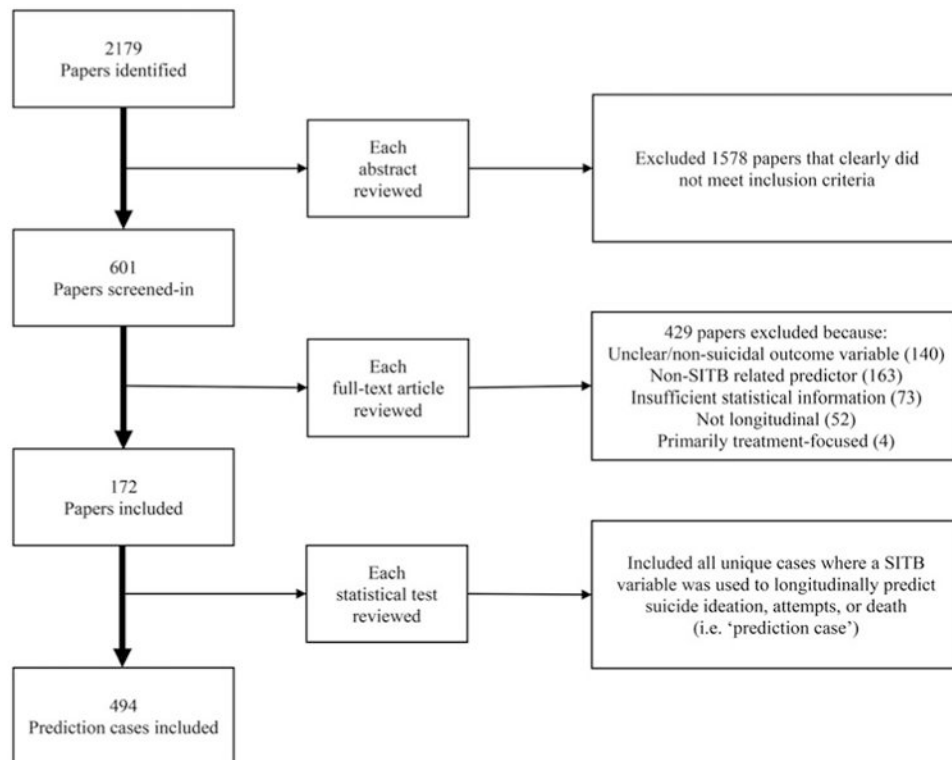 2179
Papers identified
Each
abstract
reviewed
Excluded 1578 papers that clearly did
not meet inclusion criteria
601
Papers screened-in
Each
full-text article
reviewed
429 papers excluded because:
Unclear/non-suicidal outcome variable (140)
Non-SITB related predictor (163)
Insufficient statistical information (73)
Not longitudinal (52)
Primarily treatment-focused (4)
172
Papers included
Each
statistical test
reviewed
Included all unique cases where a SITB
variable was used to longitudinally predict
suicide ideation, attempts, or death
(i.e. ‘prediction case’)
494
Prediction cases included